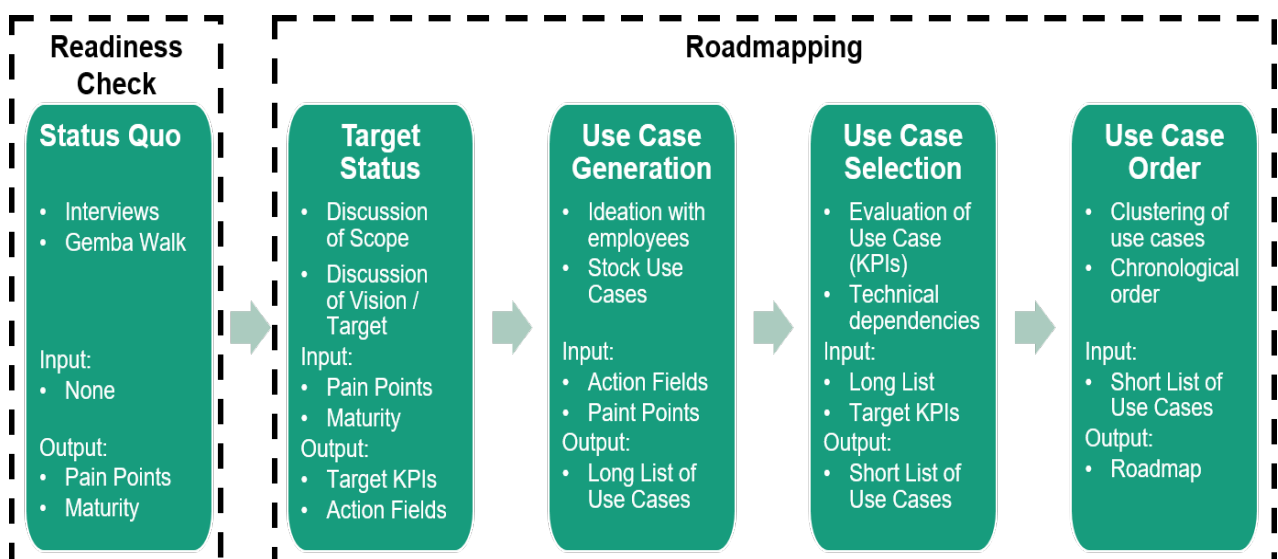 Readiness
Check
Status Quo
• Interviews
• Gemba Walk
Input:
• None
Output:
• Pain Points
• Maturity
Roadmapping
Target
Status
• Discussion
of Scope
• Discussion
of Vision /
Target
Input:
• Pain Points
• Maturity
Output:
• Target KPIs
• Action Fields
Use Case
Generation
• Ideation with
employees
• Stock Use
Cases
Input:
• Action Fields
• Paint Points
Output:
• Long List of
Use Cases
Use Case
Selection
• Evaluation of
Use Case
(KPIs)
• Technical
dependencies
Input:
• Long List
• Target KPIs
Output:
• Short List of
Use Cases
Use Case
Order
• Clustering of
use cases
• Chronological
order
Input:
• Short List of
Use Cases
Output:
• Roadmap